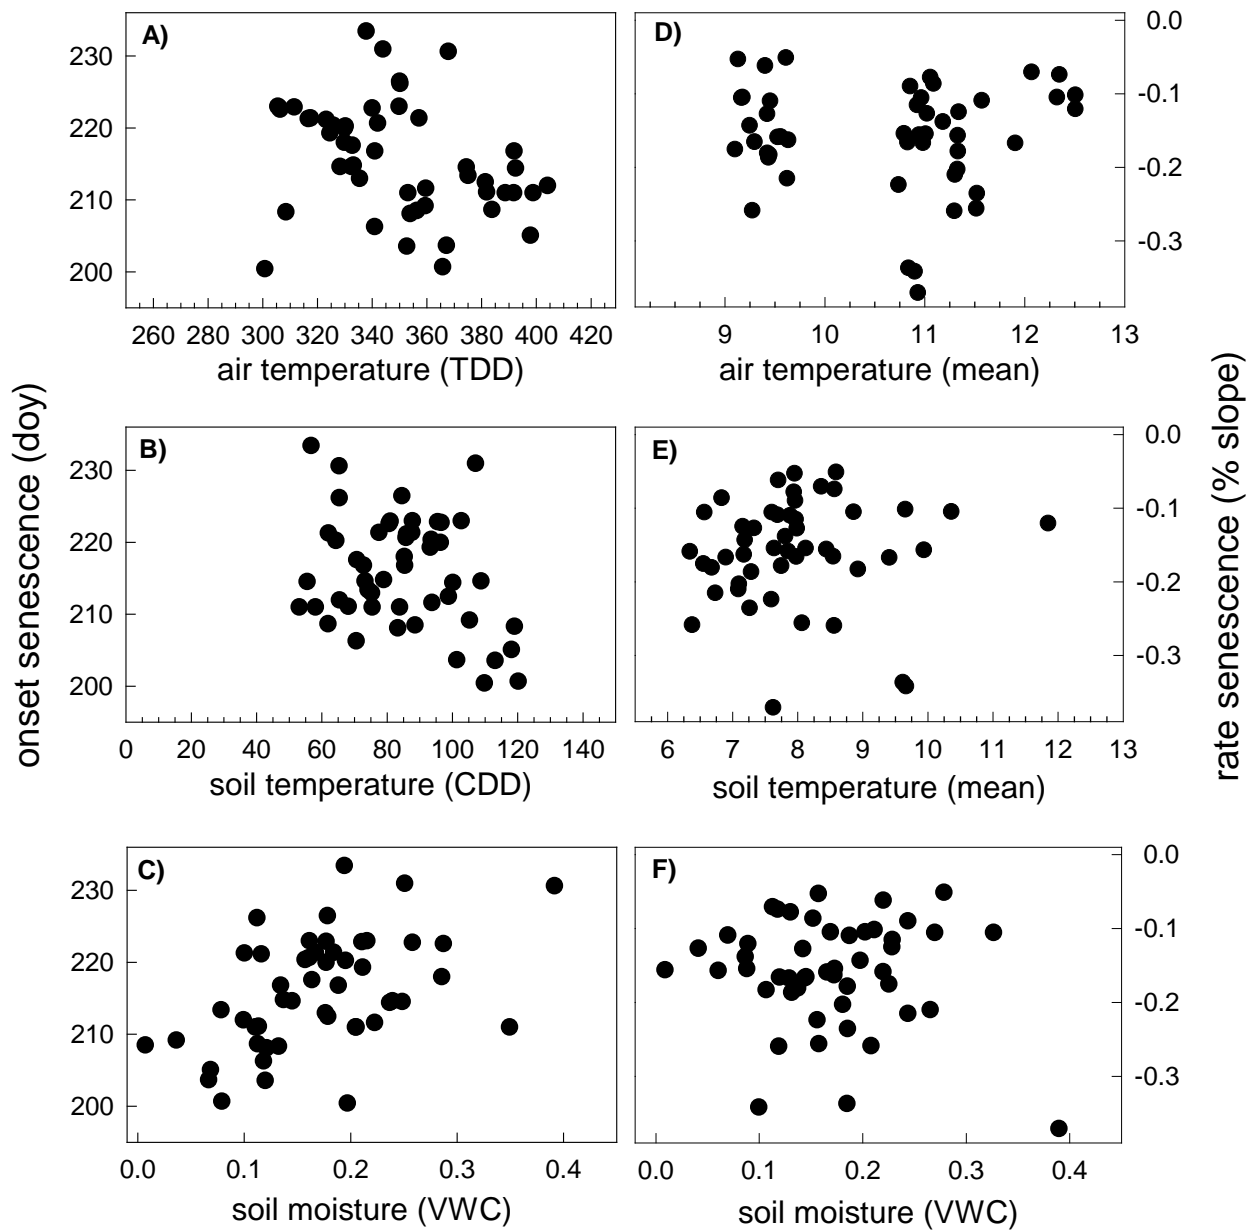 A)
230
220
210
200
260 280 300 320 340 360 380 400 420
air temperature (TDD)
D)
0.0
-0.1
-0.2
-0.3
9 10 11 12 13
air temperature (mean)
onset senescence (doy)
rate senescence (% slope)
B)
230
220
210
200
0 20 40 60 80 100 120 140
soil temperature (CDD)
E)
0.0
-0.1
-0.2
-0.3
6 7 8 9 10 11 12 13
soil temperature (mean)
C)
230
220
210
200
0.0 0.1 0.2 0.3 0.4
soil moisture (VWC)
F)
0.0
-0.1
-0.2
-0.3
0.0 0.1 0.2 0.3 0.4
soil moisture (VWC)